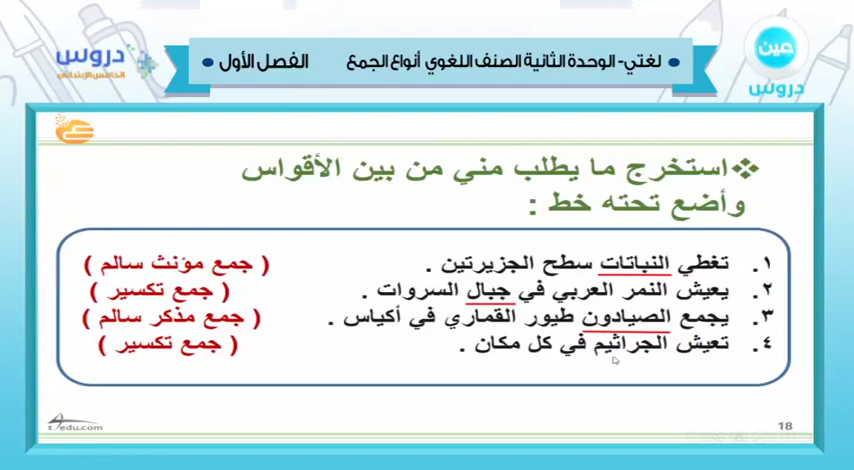 دروس
الخامس الابتدائي
لغتي- الوحدة الثانية الصنف اللغوي أنواع الجمع • الفصل الأول •
عين
دروس
❖استخرج ما يطلب مني من بين الأقواس
وأضع تحته خط :
١. تغطي النباتات سطح الجزيرتين . ( جمع مؤنث سالم )
٢. يعيش النمر العربي في جبال السروات . ( جمع تكسير )
٣. يجمع الصيادون طيور القماري في أكياس . ( جمع مذكر سالم )
٤. تعيش الجراثيم في كل مكان . ( جمع تكسير )
t4edu.com
18